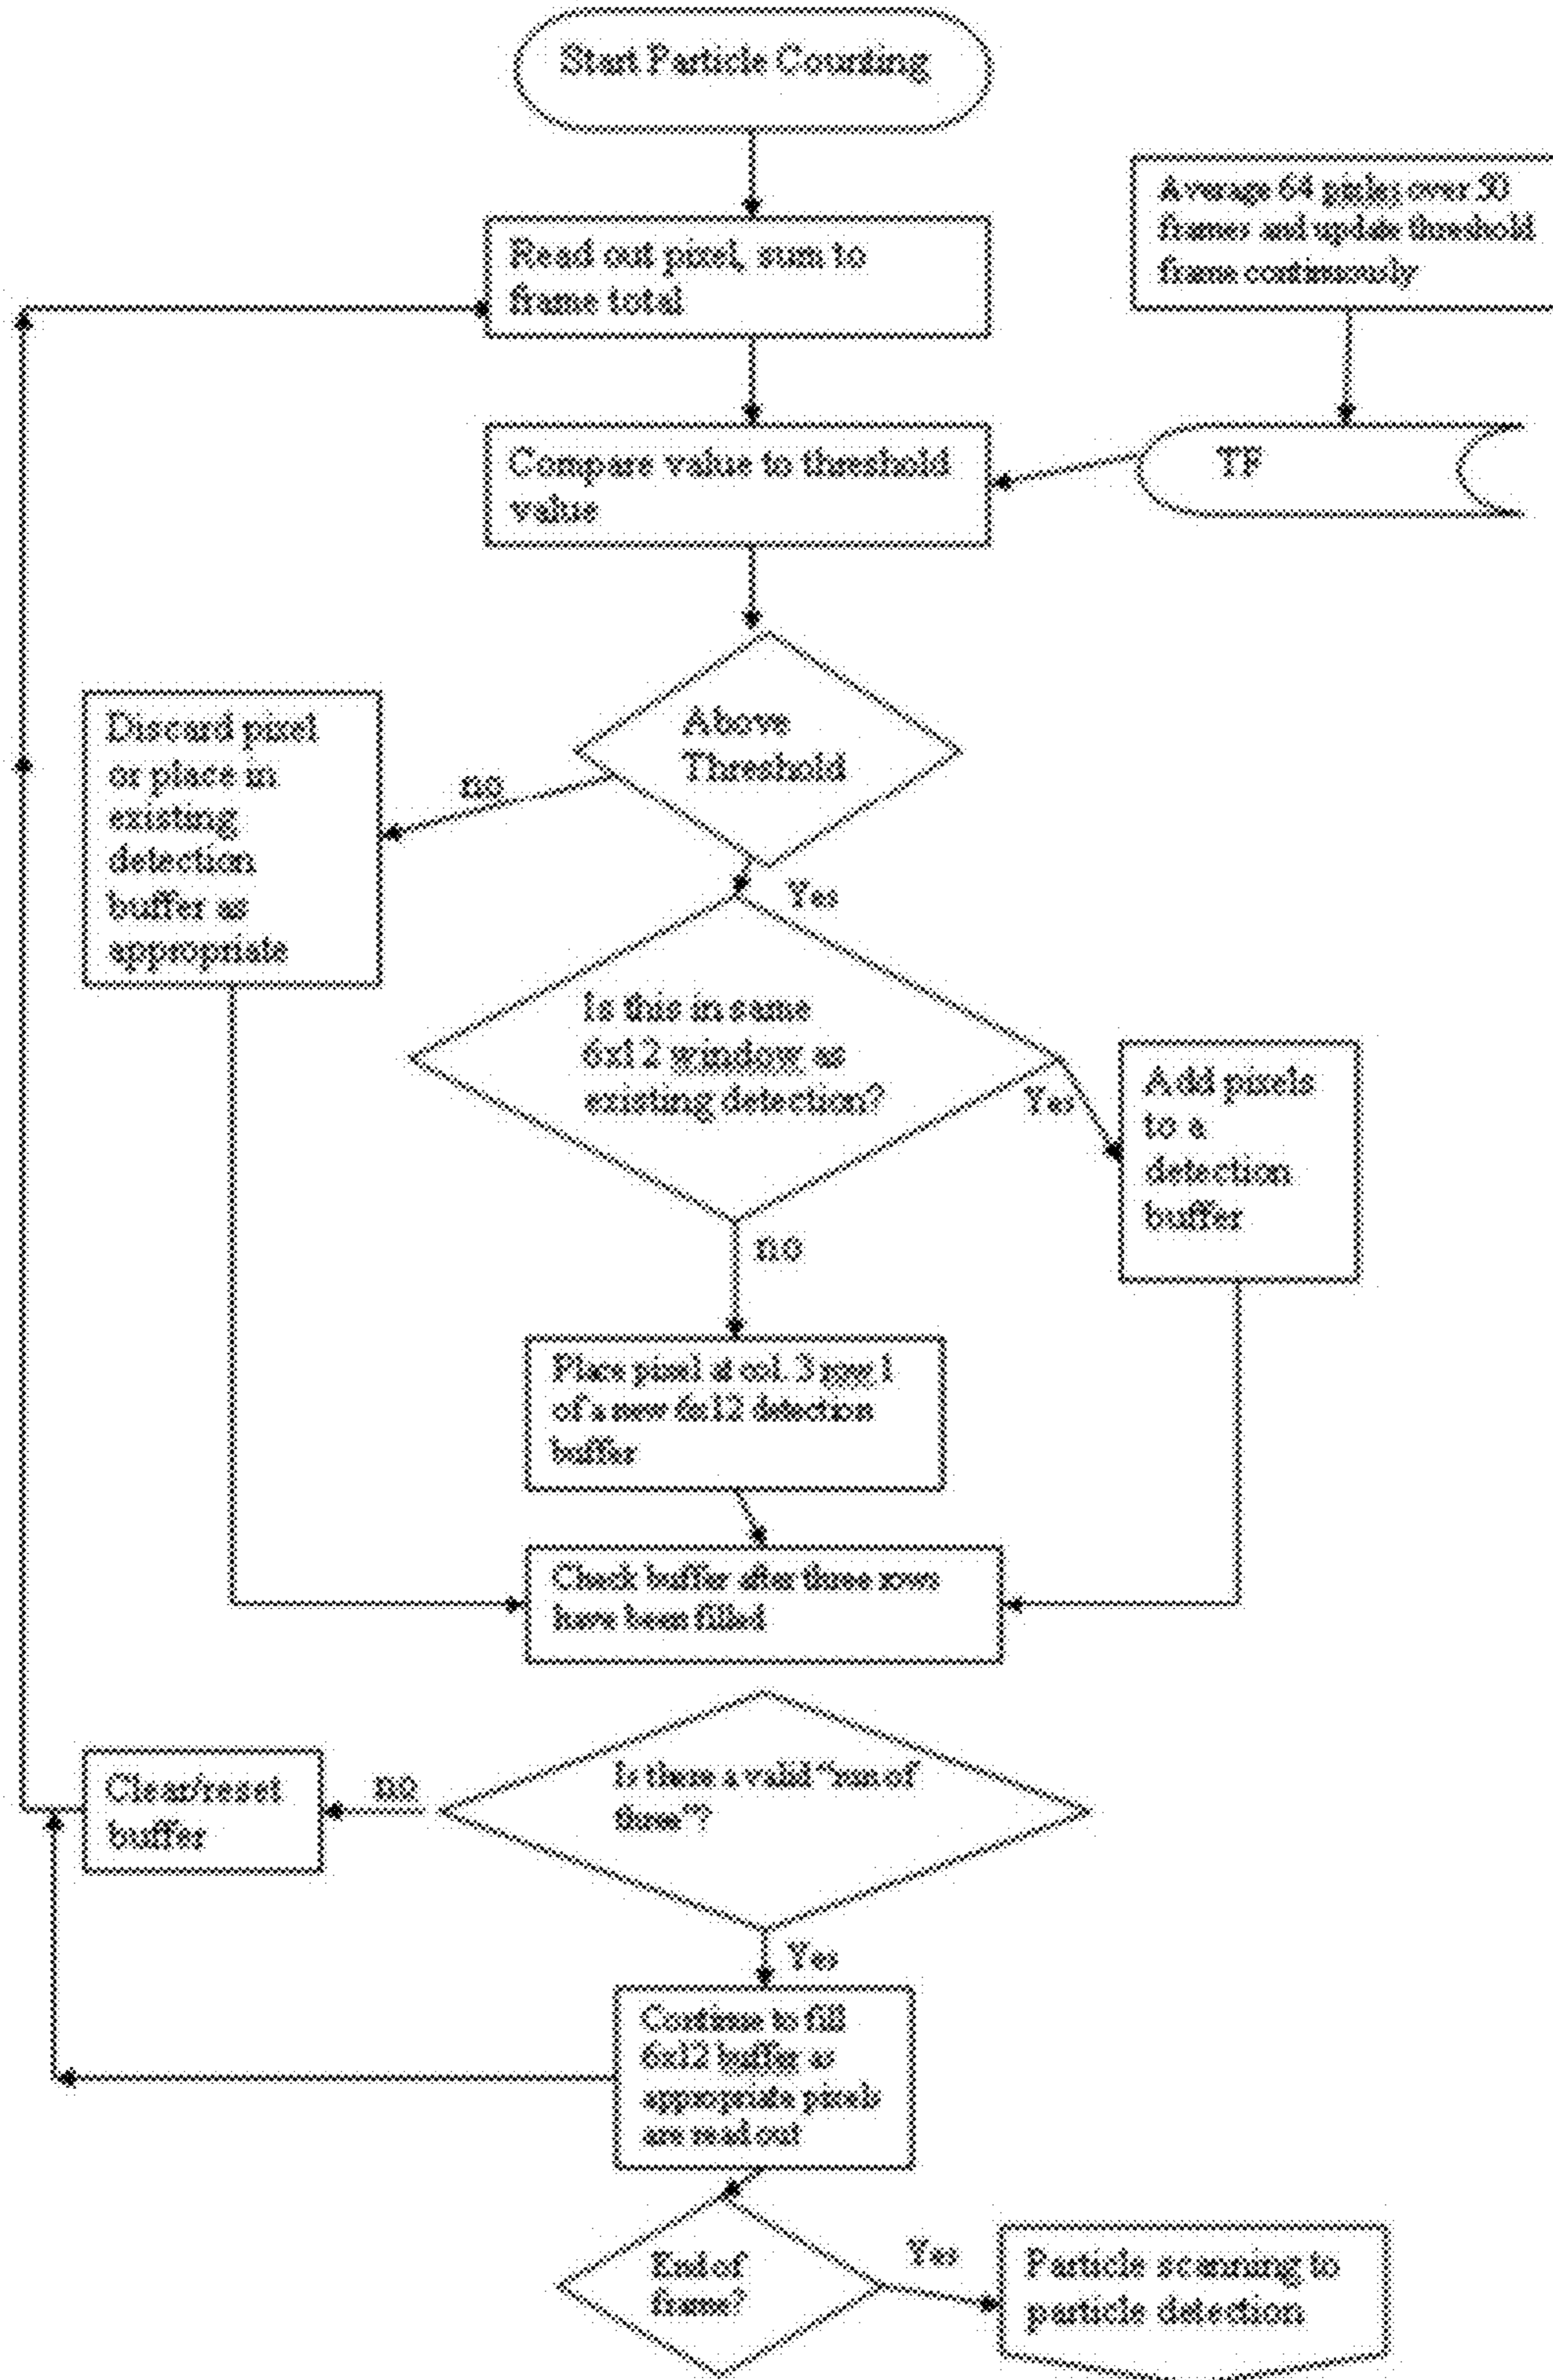 Start Particle Counting
Average 64 pixles over 50
frames and update threshold
frame continuously
Read out pixel, sum to
frame total
Compare value to threshold
value
TF
Above
Threshold
no
Discard pixel
or place in
existing
detection
buffer as
appropriate
Yes
Is this in same
6x12 window as
existing detection?
Yes
Add pixels
to a
detection
buffer
no
Place pixel at col. 3 row 1
of a new 6x12 detection
buffer
Check buffer after three rows
have been filled
Is there a valid “run of
three”?
no
Clear/reset
buffer
Yes
Continue to fill
6x12 buffer as
appropriate pixels
are read out
End of
frame?
Yes
Particle scanning to
particle detection